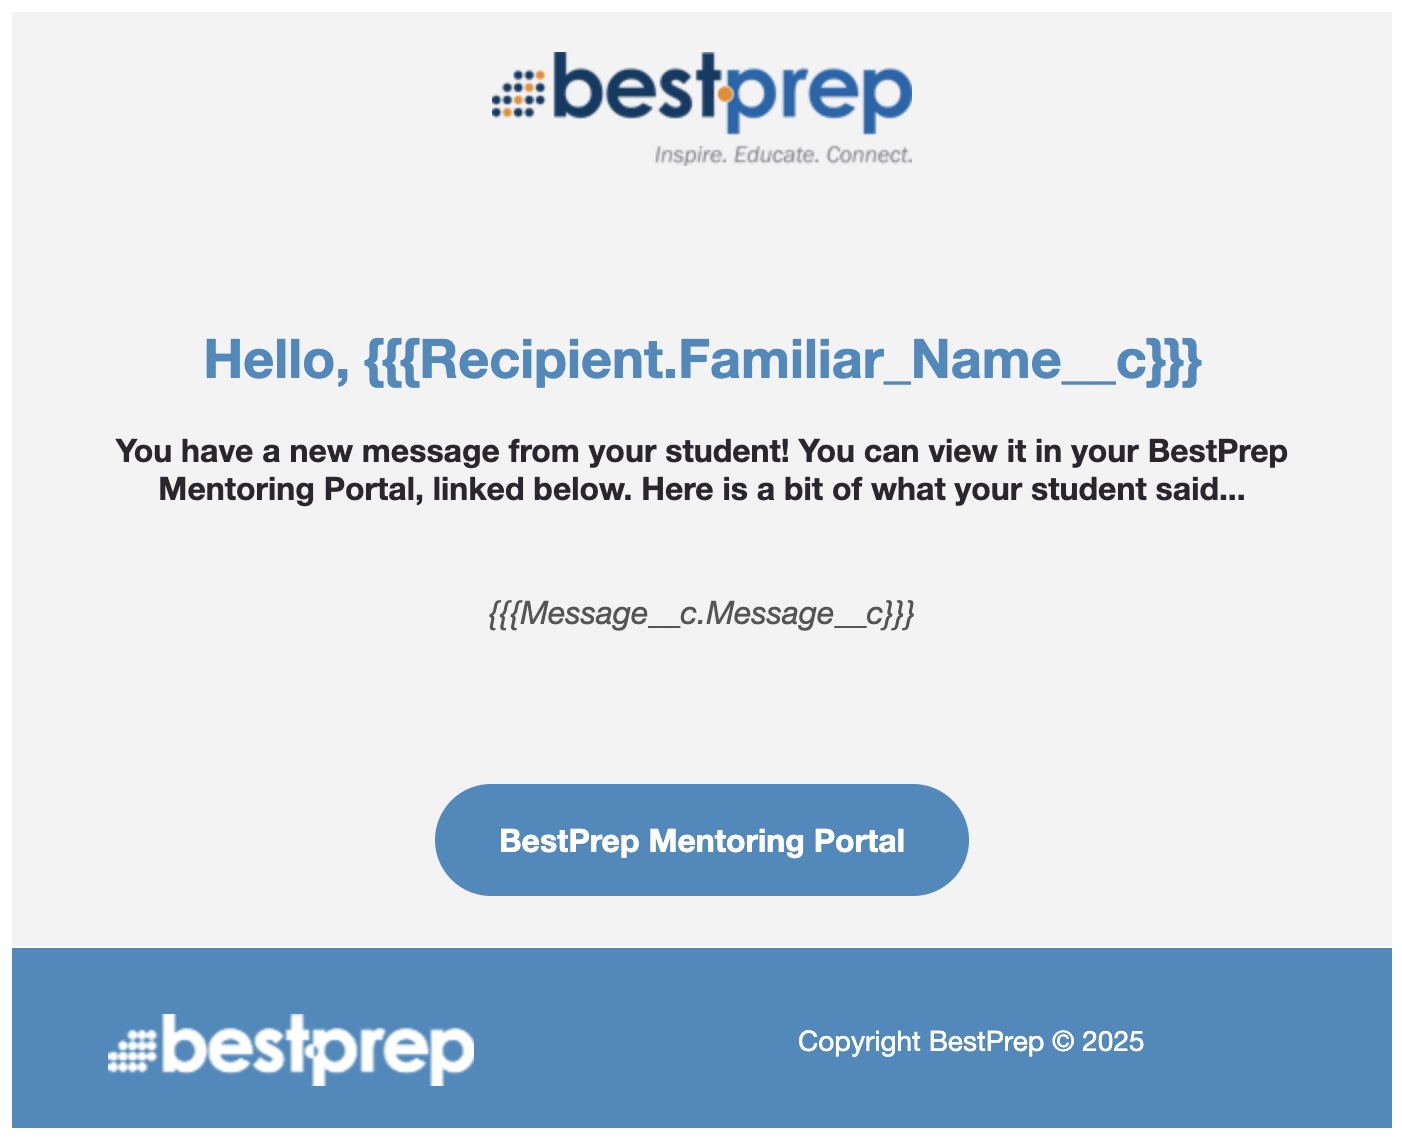 bestprep
Inspire. Educate. Connect.
Hello, {{{Recipient.Familiar_Name__c}}}
You have a new message from your student! You can view it in your BestPrep
Mentoring Portal, linked below. Here is a bit of what your student said...
{{{Message__c.Message__c}}}
BestPrep Mentoring Portal
bestprep
Copyright BestPrep © 2025